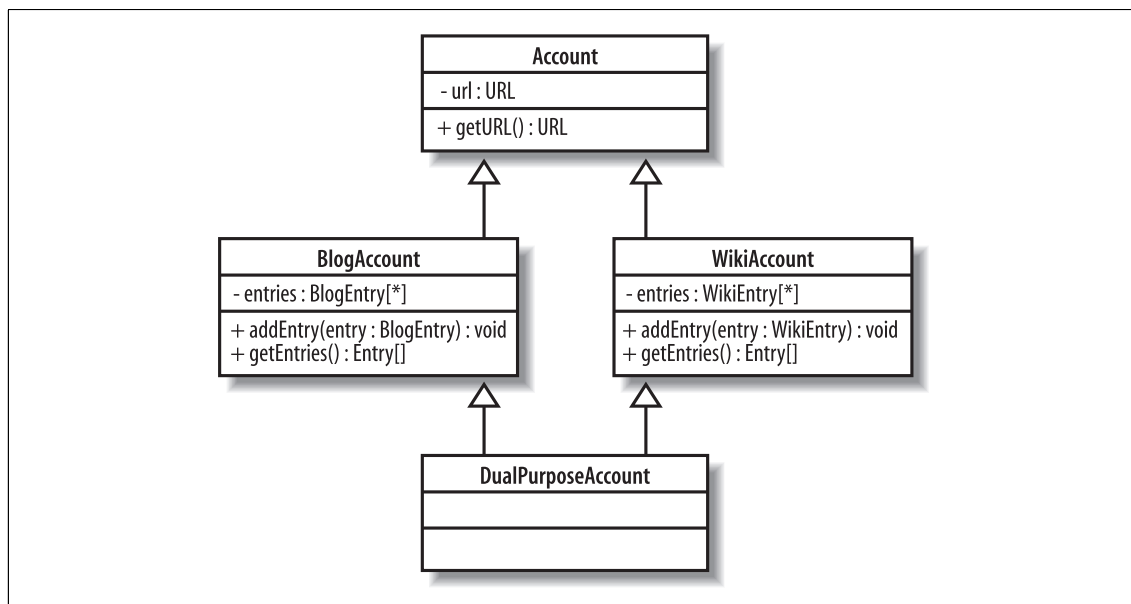 Account
- url : URL
+ getURL() : URL
BlogAccount
- entries : BlogEntry[*]
+ addEntry(entry : BlogEntry) : void
+ getEntries() : Entry[]
WikiAccount
- entries : WikiEntry[*]
+ addEntry(entry : WikiEntry) : void
+ getEntries() : Entry[]
DualPurposeAccount